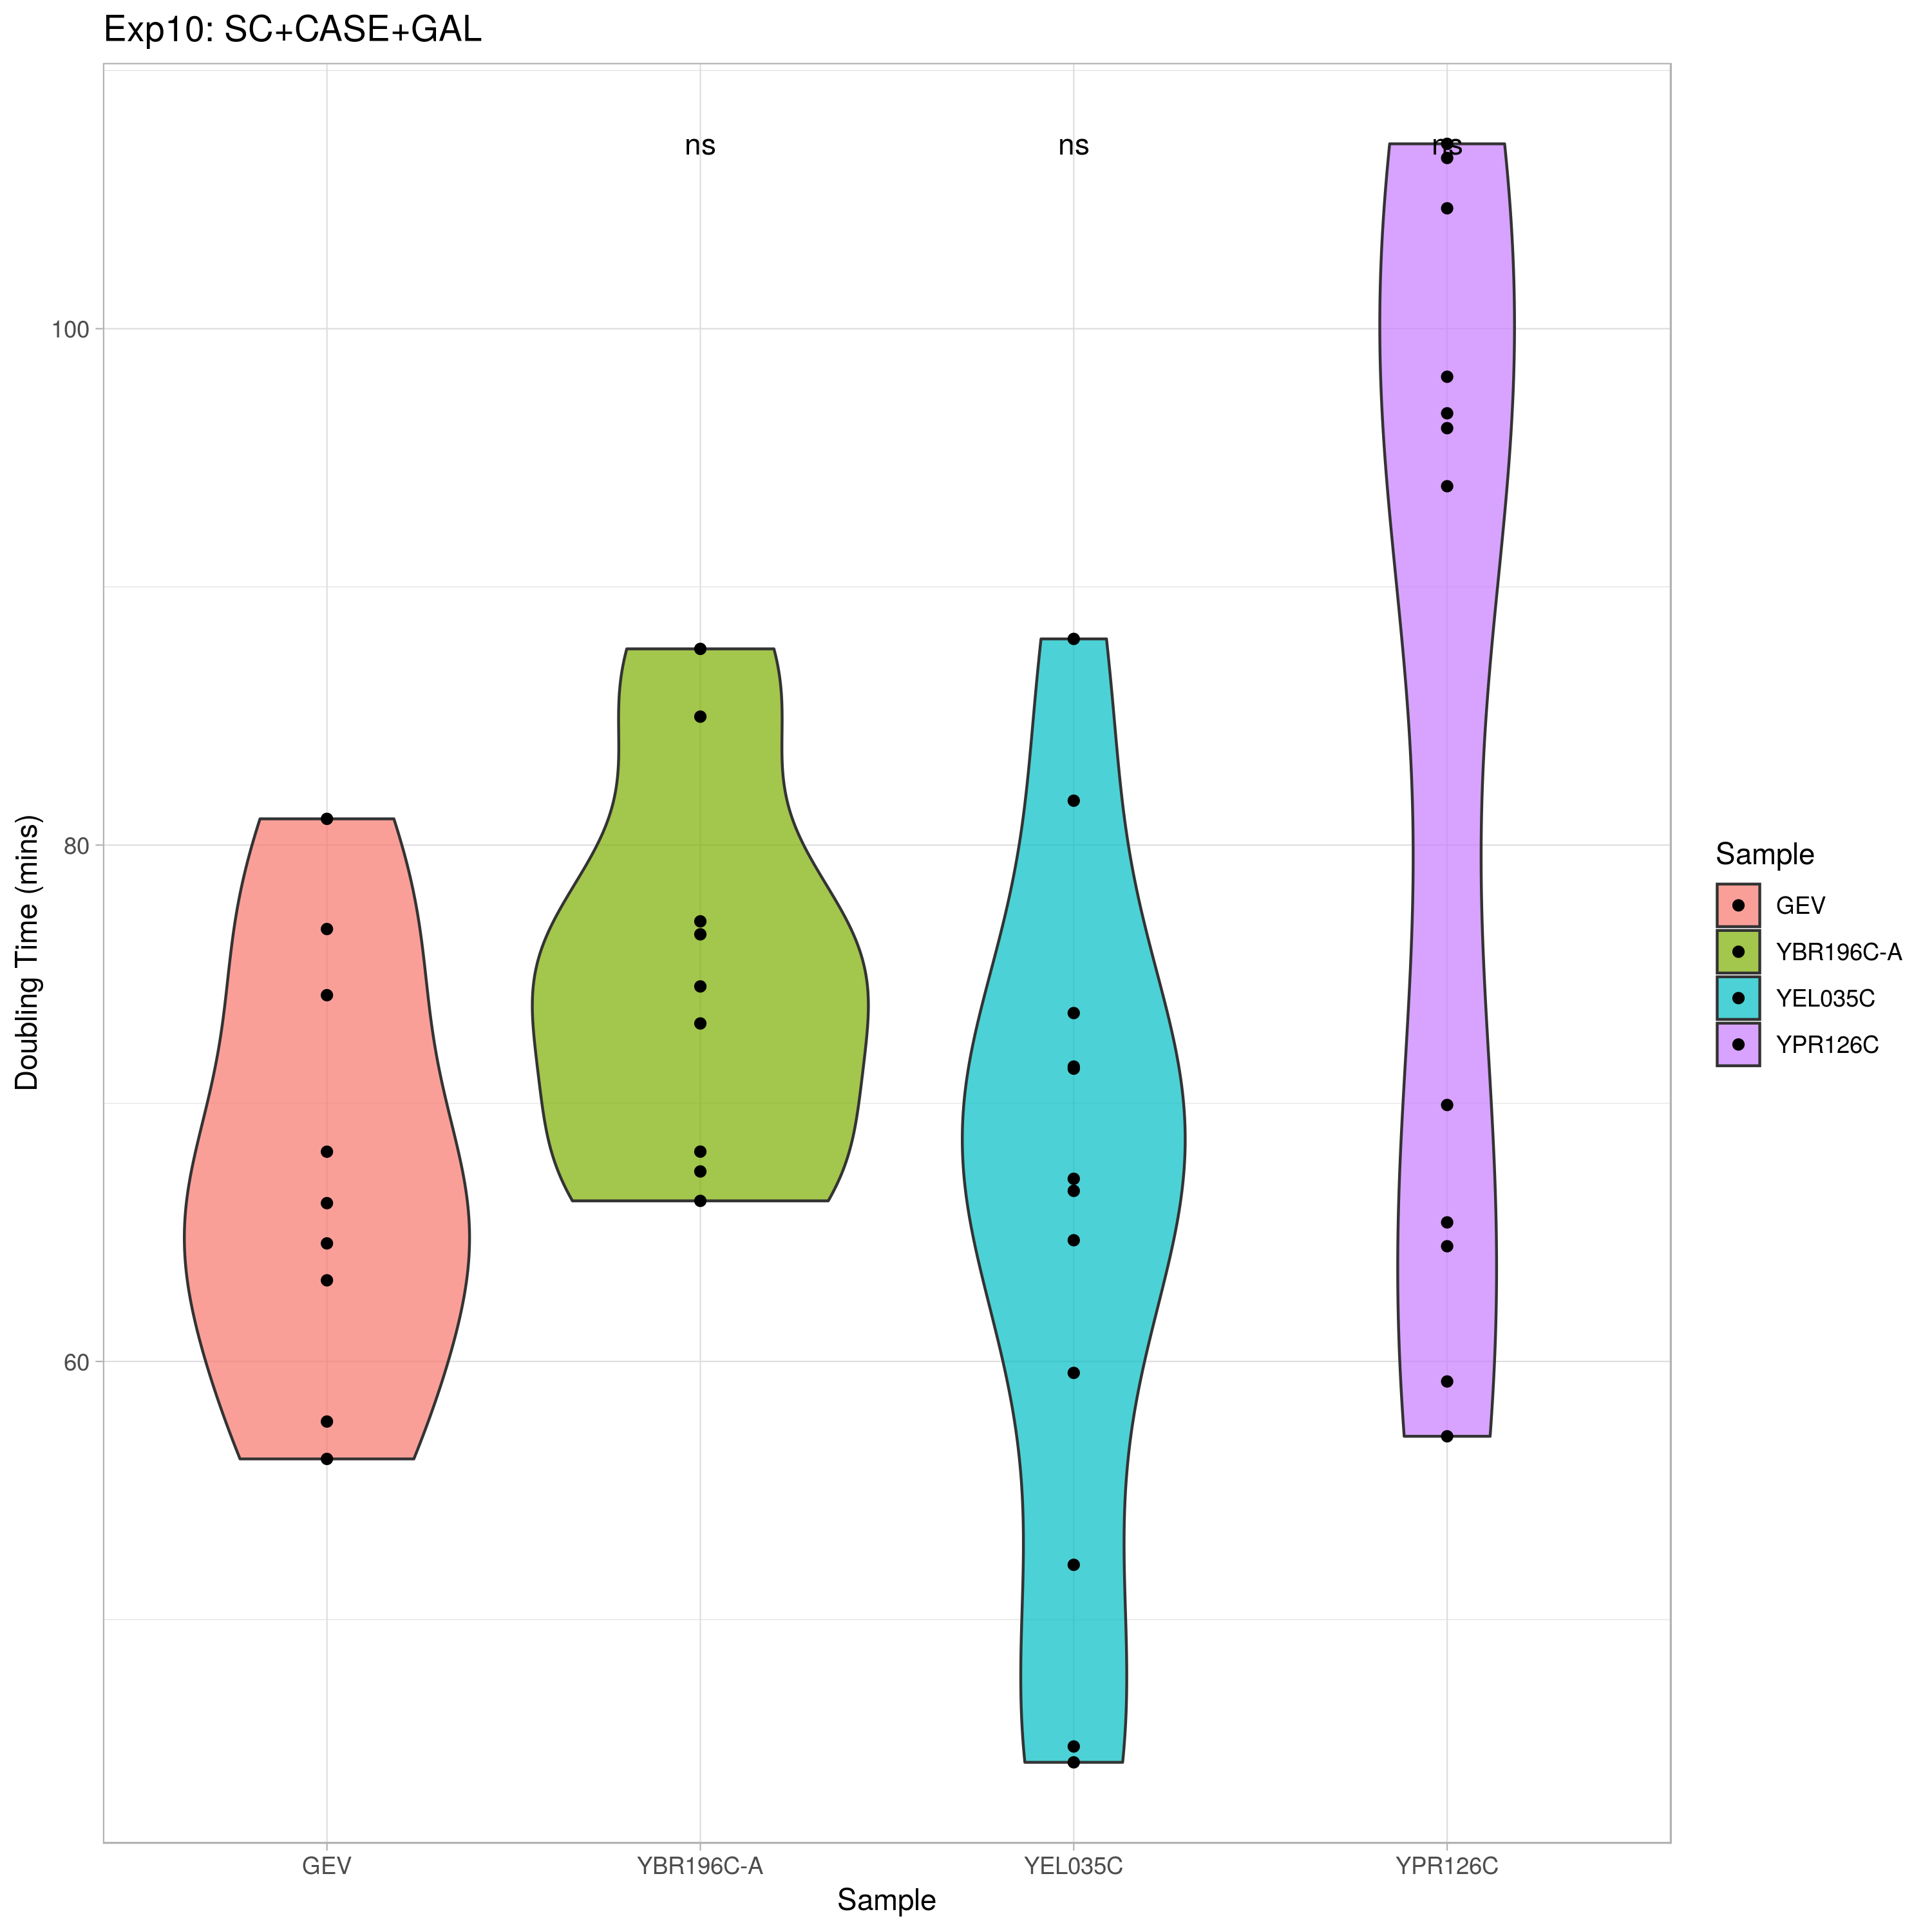 Exp10: SC+CASE+GAL
ns
ns
ns
100
80
60
Doubling Time (mins)
GEV
YBR196C-A
YEL035C
YPR126C
Sample
Sample
GEV
YBR196C-A
YEL035C
YPR126C